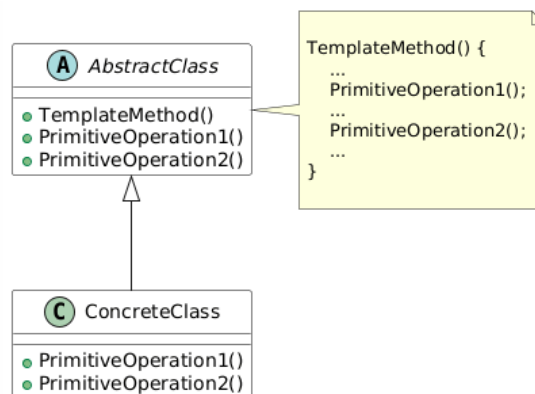 A AbstractClass
TemplateMethod()
PrimitiveOperation1()
PrimitiveOperation2()
TemplateMethod() {
...
PrimitiveOperation1();
...
PrimitiveOperation2();
...
}
C ConcreteClass
PrimitiveOperation1()
PrimitiveOperation2()